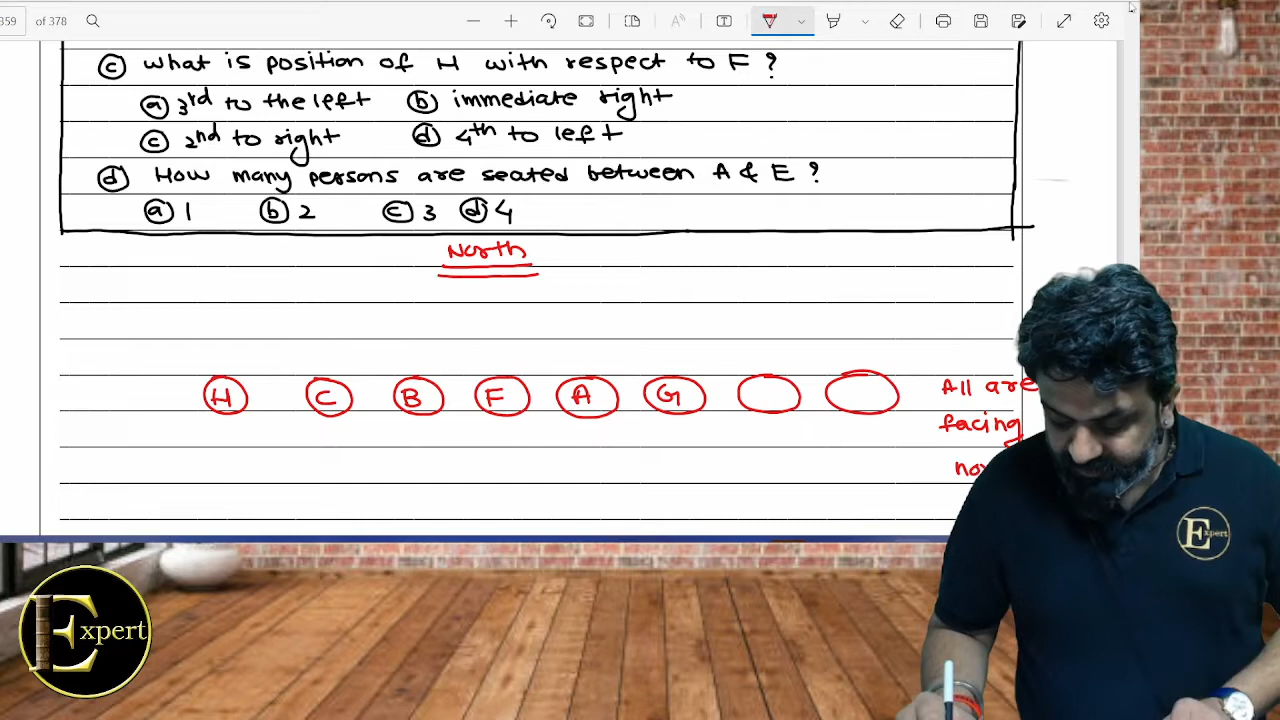 359 of 378
c what is position of H with respect to F ?
a 3rd to the left b immediate right
c 2nd to right d 4th to left
d How many persons are seated between A & E ?
a 1 b 2 c 3 d 4
North
H C B F A G
All are
facing
Expert
Expert